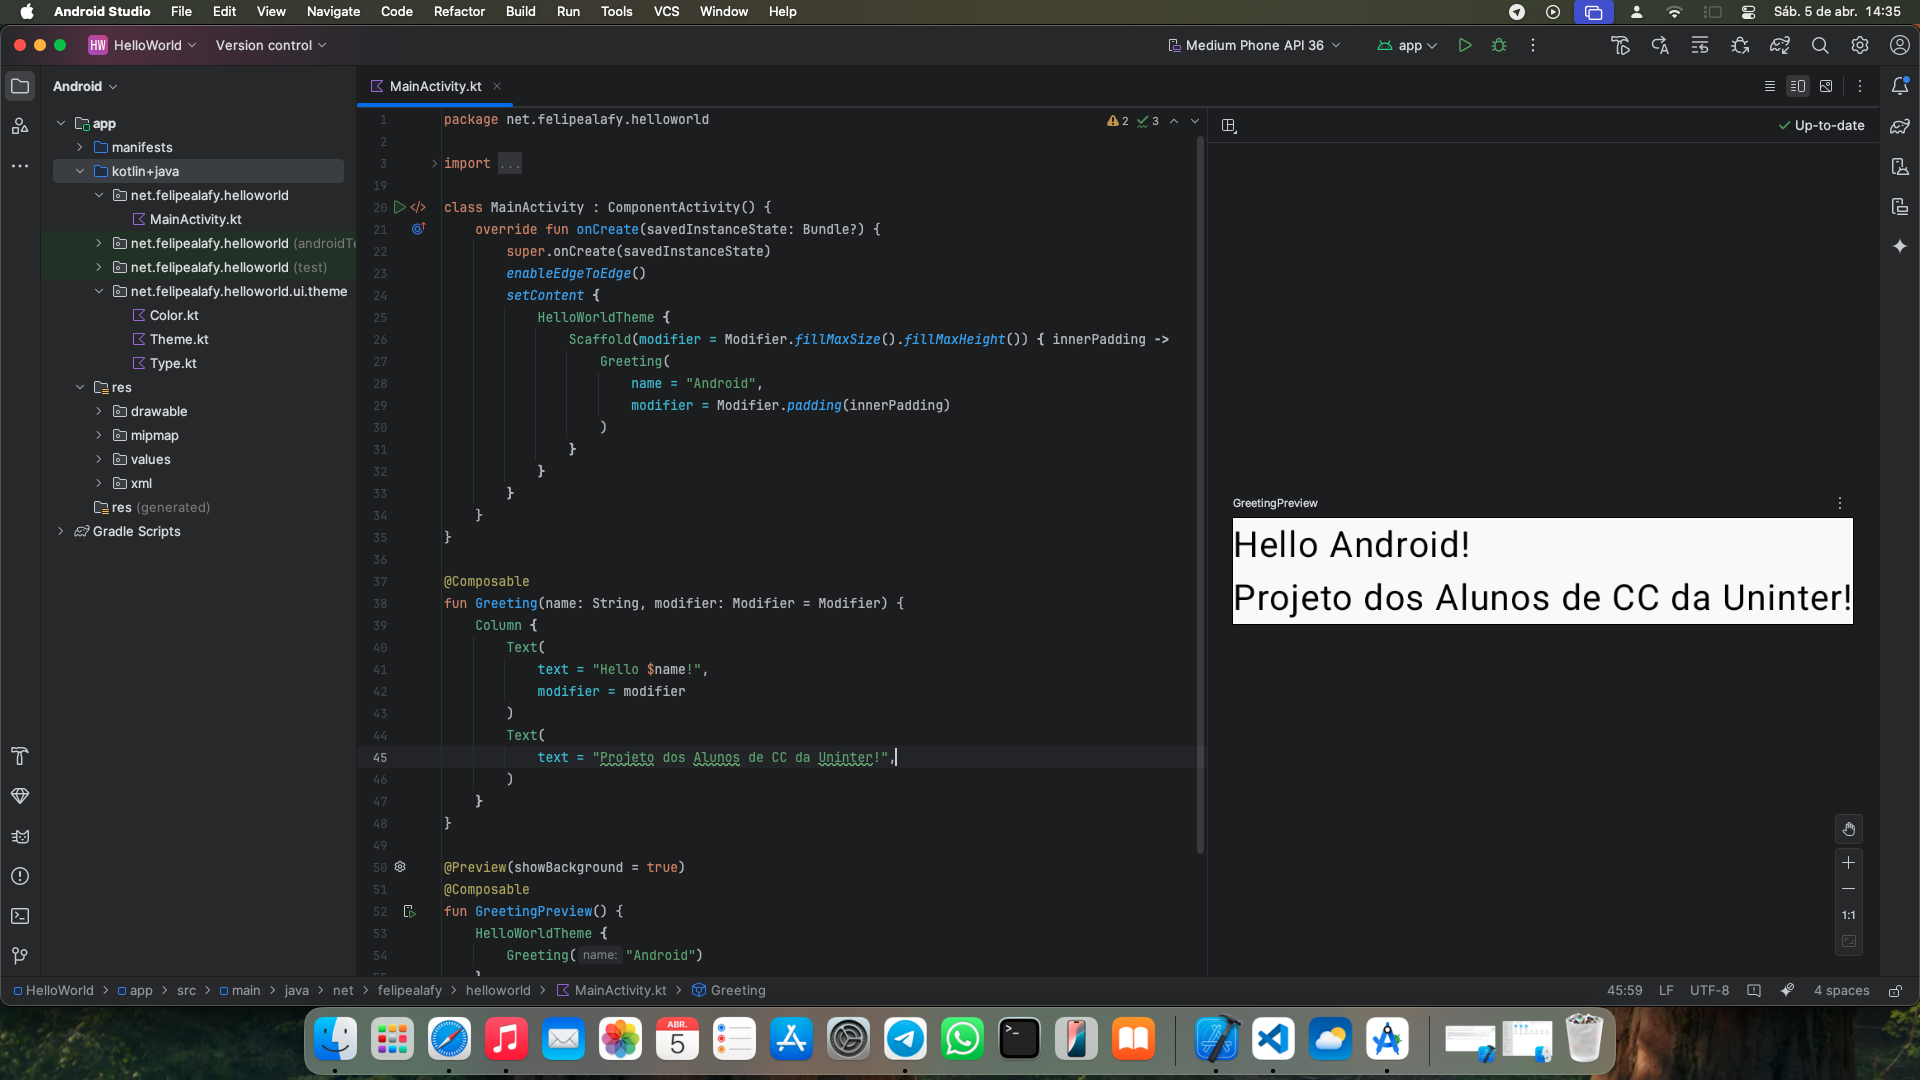 Android Studio File Edit View Navigate Code Refactor Build Run Tools VCS Window Help Sáb. 5 de abr. 14:35
HW HelloWorld Version control Medium Phone API 36 app
Android
app
manifests
kotlin+java
net.felipealafy.helloworld
MainActivity.kt
net.felipealafy.helloworld (androidTe
net.felipealafy.helloworld (test)
net.felipealafy.helloworld.ui.theme
Color.kt
Theme.kt
Type.kt
res
drawable
mipmap
values
xml
res (generated)
Gradle Scripts
MainActivity.kt
2 3
1 package net.felipealafy.helloworld
2
3 import ...
19
20 class MainActivity : ComponentActivity() {
21 override fun onCreate(savedInstanceState: Bundle?) {
22 super.onCreate(savedInstanceState)
23 enableEdgeToEdge()
24 setContent {
25 HelloWorldTheme {
26 Scaffold(modifier = Modifier.fillMaxSize().fillMaxHeight()) { innerPadding ->
27 Greeting(
28 name = "Android",
29 modifier = Modifier.padding(innerPadding)
30 )
31 }
32 }
33 }
34 }
35 }
36
37 @Composable
38 fun Greeting(name: String, modifier: Modifier = Modifier) {
39 Column {
40 Text(
41 text = "Hello $name!",
42 modifier = modifier
43 )
44 Text(
45 text = "Projeto dos Alunos de CC da Uninter!",
46 )
47 }
48 }
49
50 @Preview(showBackground = true)
51 @Composable
52 fun GreetingPreview() {
53 HelloWorldTheme {
54 Greeting( name: "Android")
Up-to-date
GreetingPreview
Hello Android!
Projeto dos Alunos de CC da Uninter!
1:1
HelloWorld > app > src > main > java > net > felipealafy > helloworld > MainActivity.kt > Greeting 45:59 LF UTF-8 4 spaces
ABR.
5